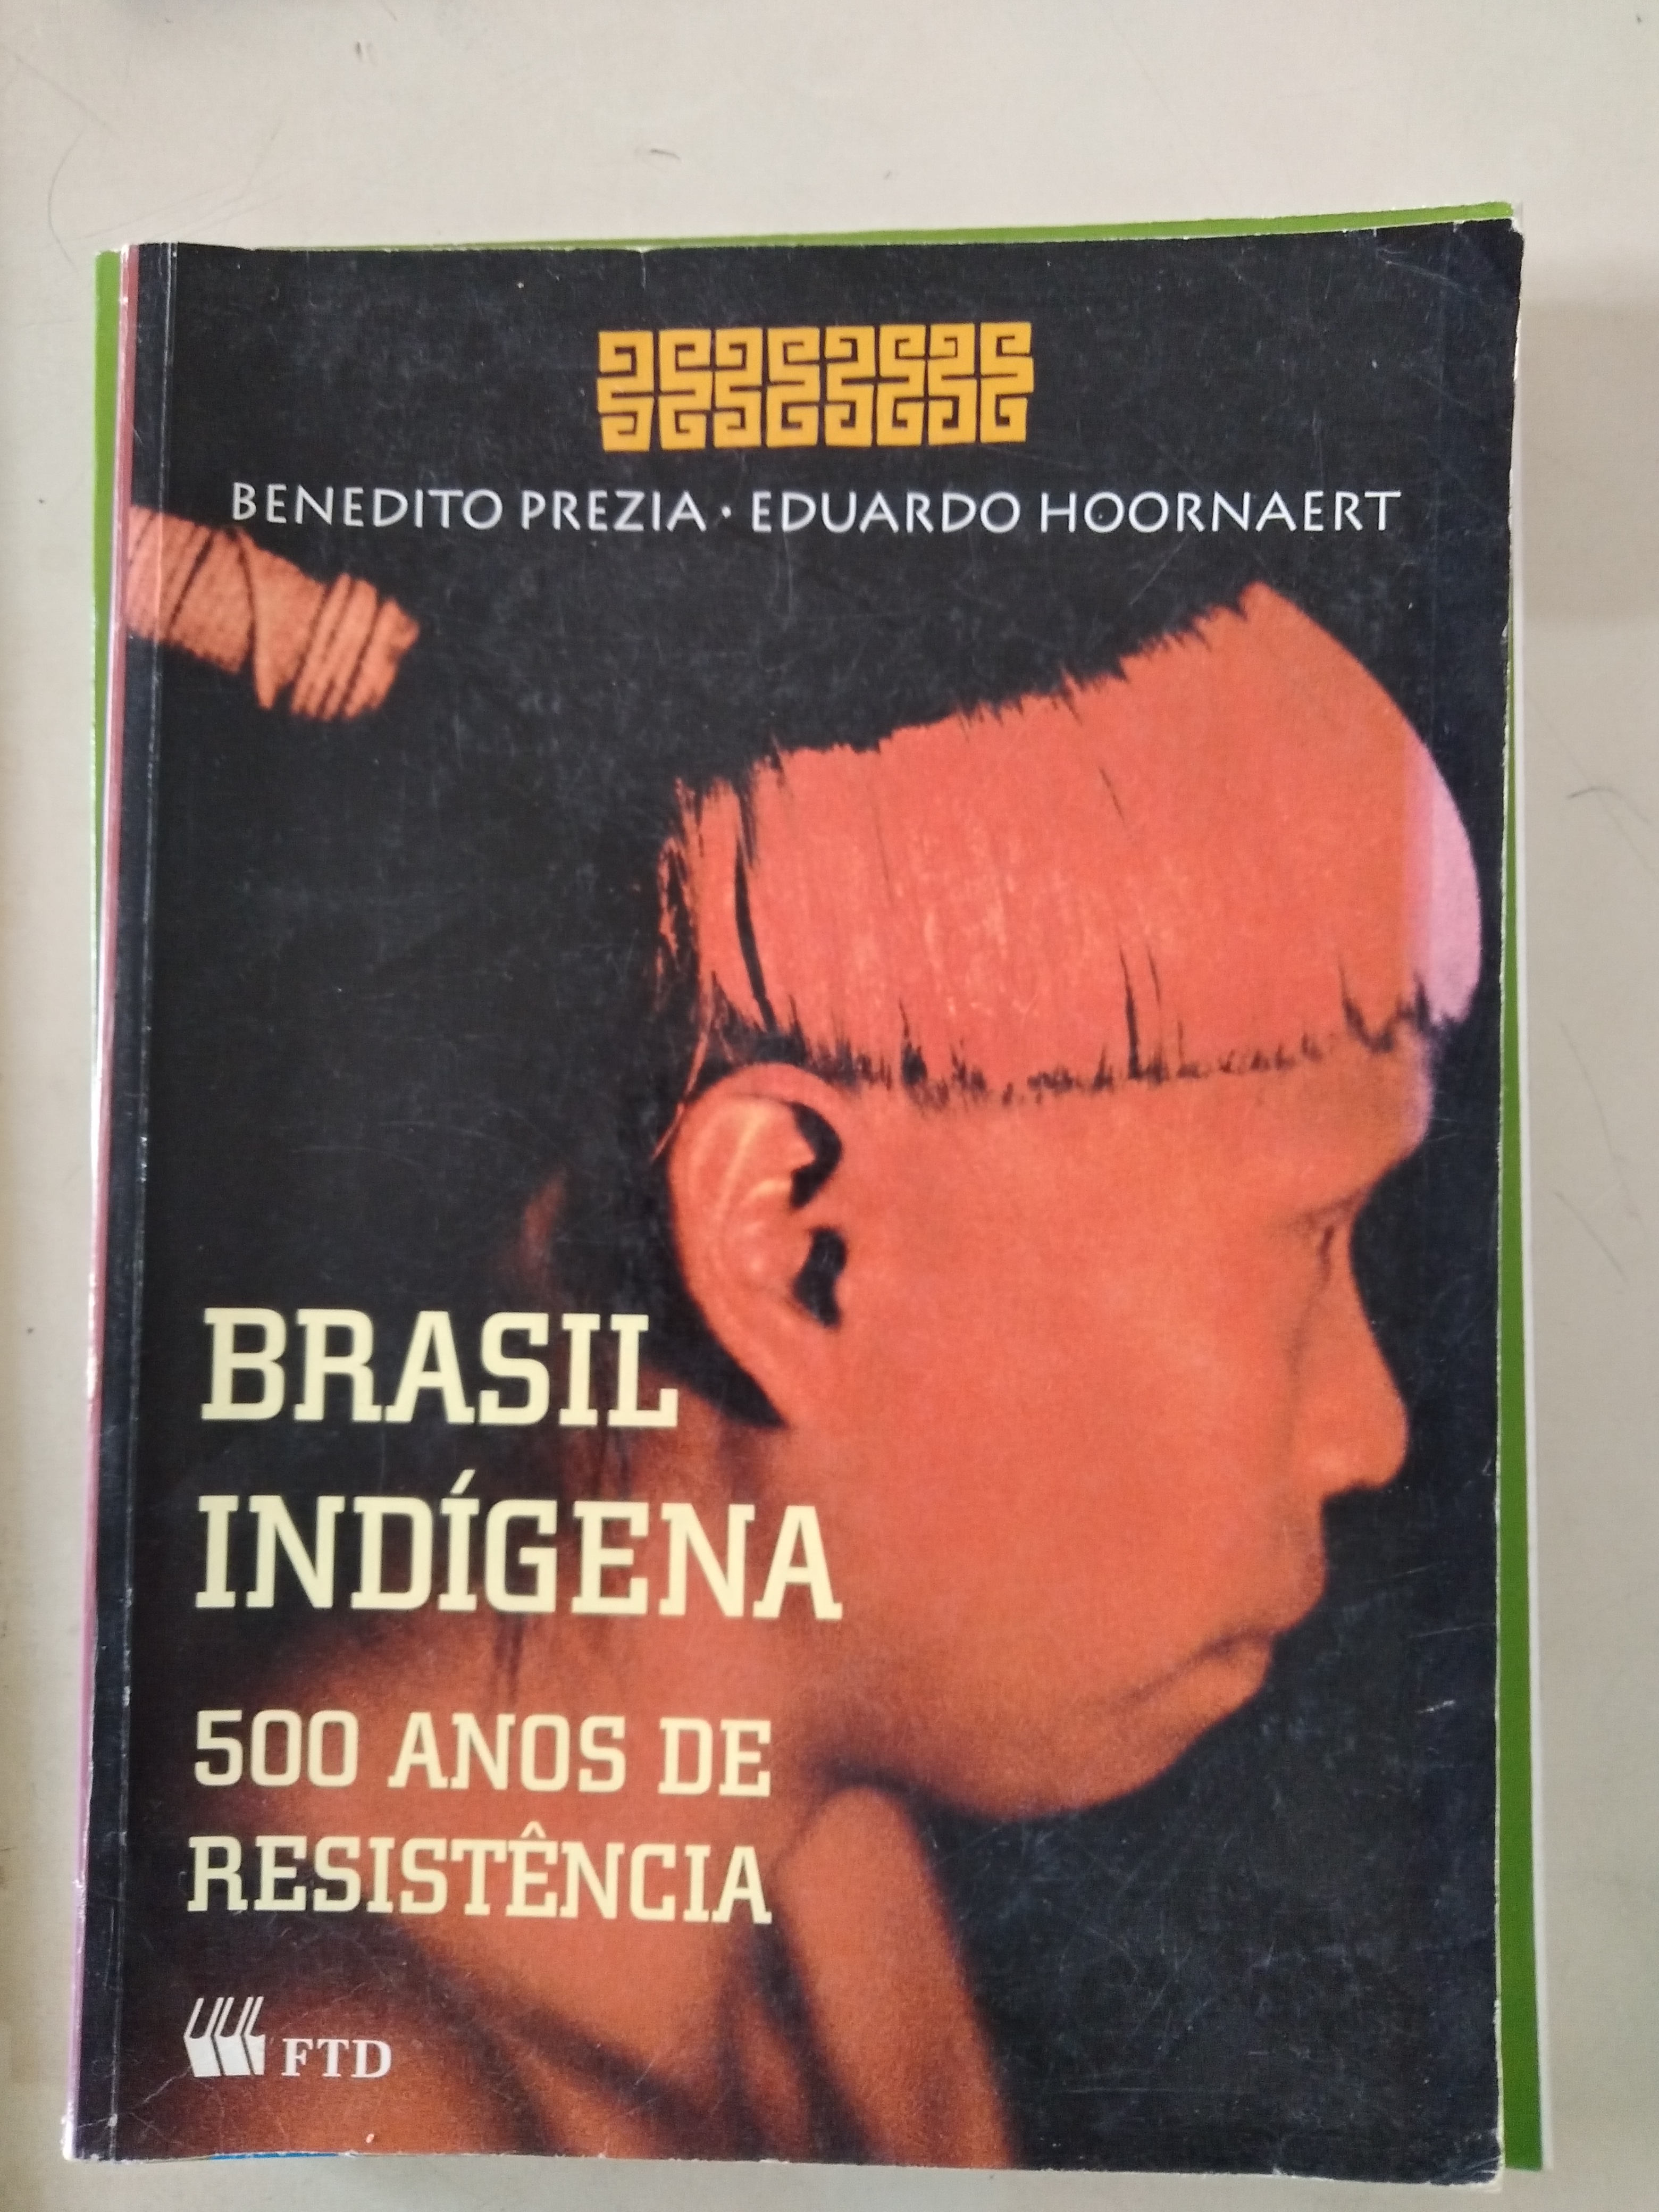 BENEDITO PREZIA · EDUARDO HOORNAERT
BRASIL
INDÍGENA
500 ANOS DE
RESISTÊNCIA
FTD